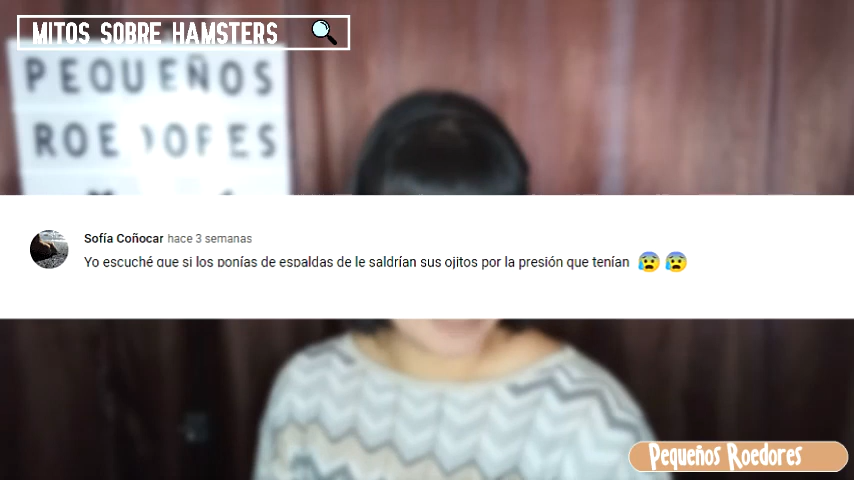 MITOS SOBRE HAMSTERS
PEQUEÑOS
ROEDORES
Sofía Coñocar hace 3 semanas
Yo escuché que si los ponías de espaldas de le saldrían sus ojitos por la presión que tenían 😰 😰
Pequeños Roedores